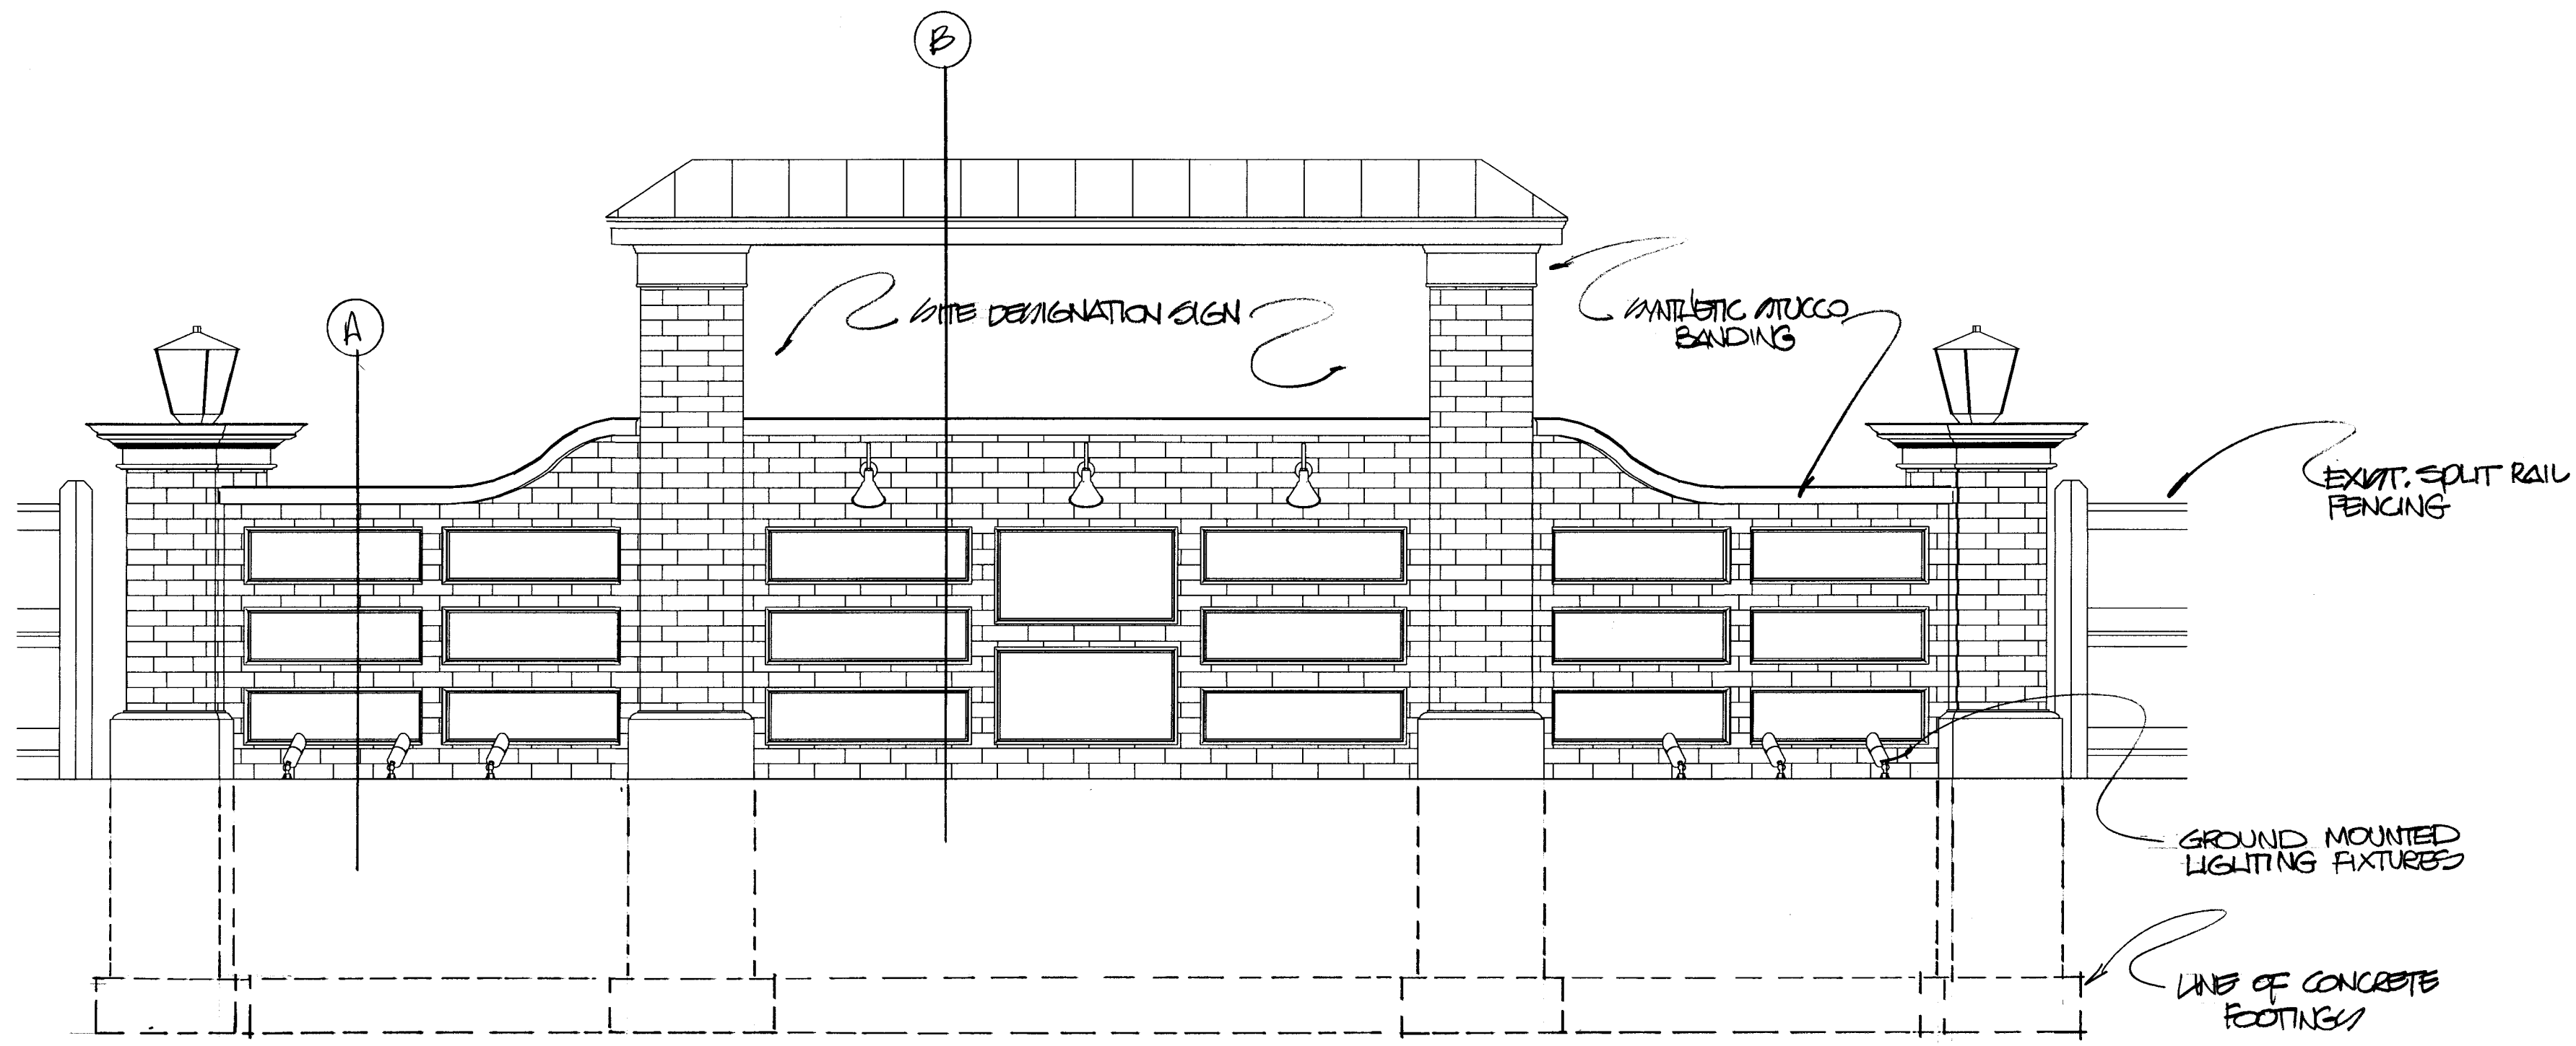 B
A
SITE DESIGNATION SIGN
SYNTHETIC STUCCO
BANDING
EXIST. SPLIT RAIL
FENCING
GROUND MOUNTED
LIGHTING FIXTURES
LINE OF CONCRETE
FOOTINGS